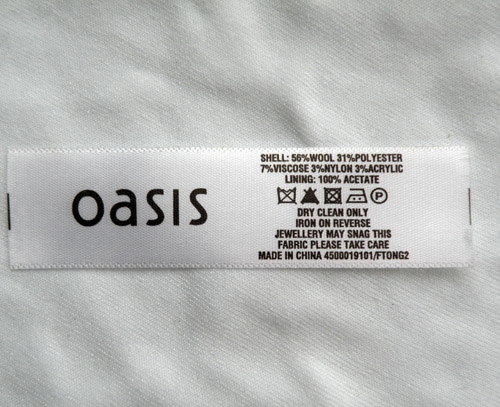 oasis
SHELL: 56%WOOL 31%POLYESTER
7%VISCOSE 3%NYLON 3%ACRYLIC
LINING: 100% ACETATE
P
DRY CLEAN ONLY
IRON ON REVERSE
JEWELLERY MAY SNAG THIS
FABRIC PLEASE TAKE CARE
MADE IN CHINA 4500019101/FTONG2